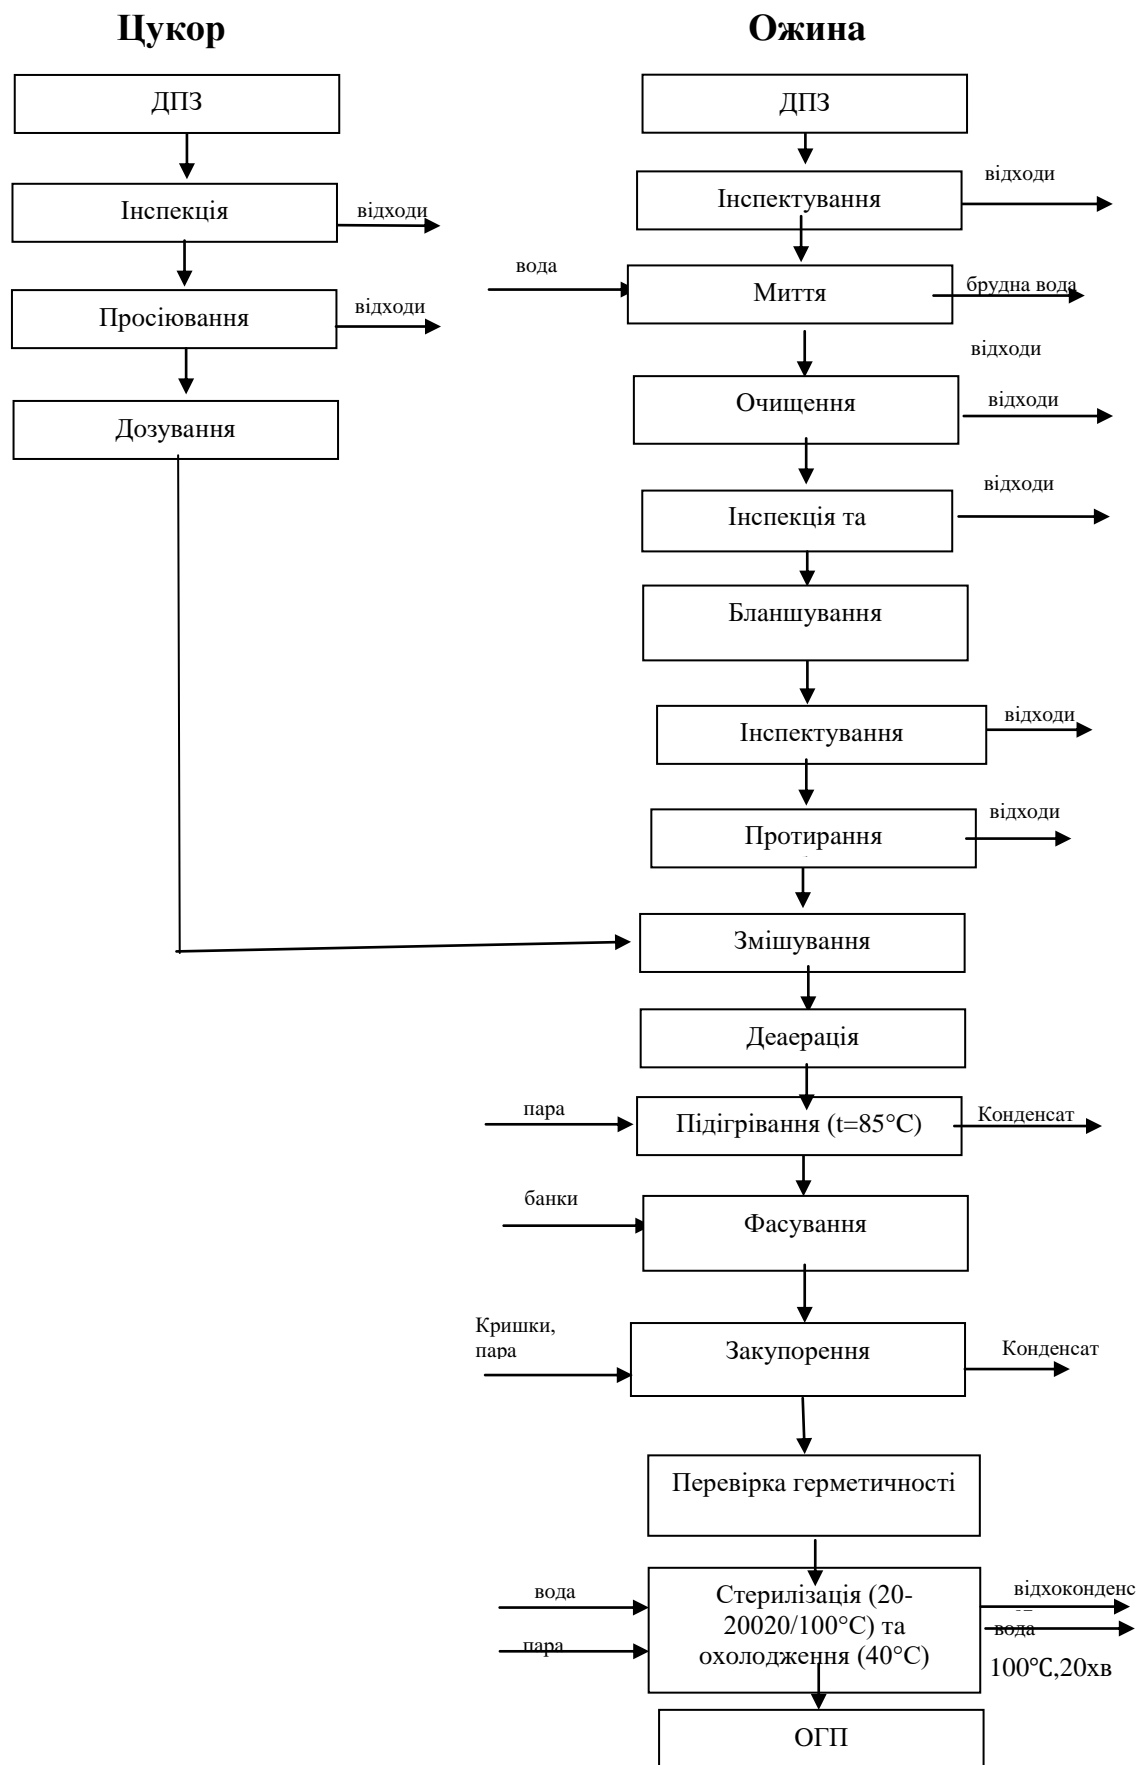 Цукор
Ожина
ДПЗ
ДПЗ
Інспекція
відходи
Інспектування
відходи
Просіювання
відходи
вода
Миття
брудна вода
відходи
Дозування
Очищення
відходи
відходи
Інспекція та
Бланшування
Інспектування
відходи
Протирання
відходи
Змішування
Деаерація
пара
Підігрівання (t=85°С)
Конденсат
банки
Фасування
Кришки,
пара
Закупорення
Конденсат
Перевірка герметичності
вода
пара
Стерилізація (20-
20020/100°С) та
охолодження (40°С)
відхоконденс
вода
100℃,20хв
ОГП